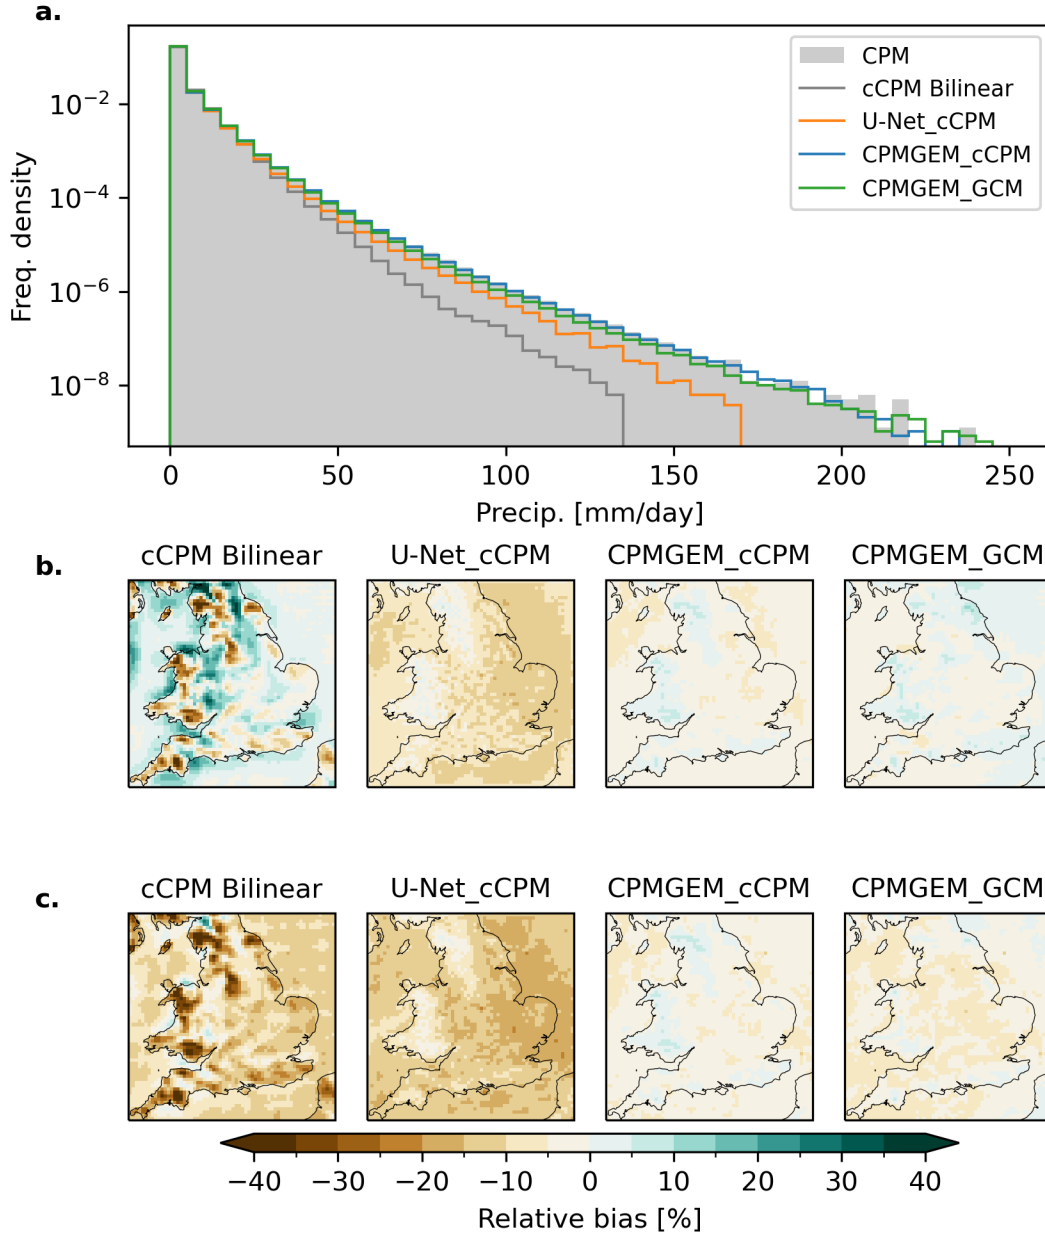 a.
CPM
cCPM Bilinear
U-Net_cCPM
CPMGEM_cCPM
CPMGEM_GCM
Freq. density
10⁻²
10⁻⁴
10⁻⁶
10⁻⁸
0 50 100 150 200 250
Precip. [mm/day]
b.
cCPM Bilinear U-Net_cCPM CPMGEM_cCPM CPMGEM_GCM
c.
cCPM Bilinear U-Net_cCPM CPMGEM_cCPM CPMGEM_GCM
−40 −30 −20 −10 0 10 20 30 40
Relative bias [%]